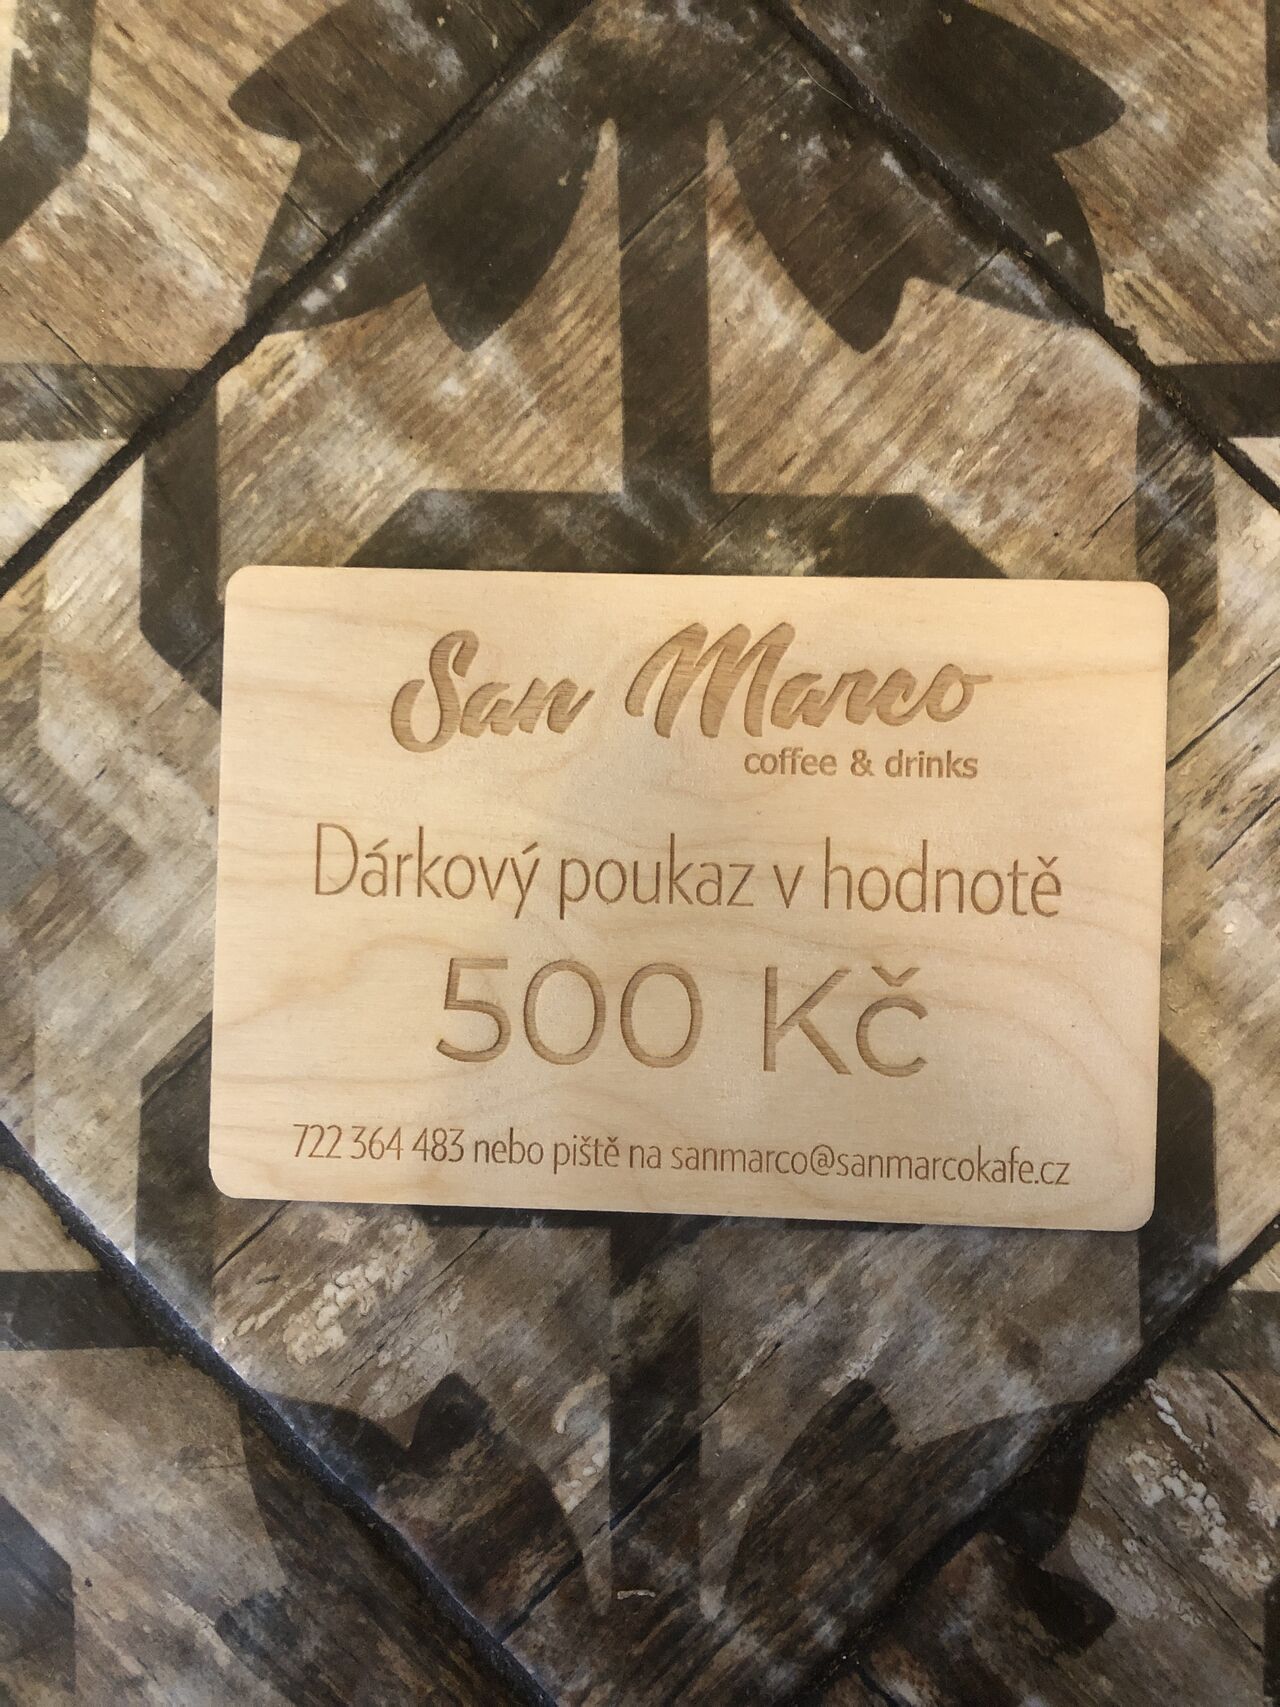 San Marco
coffee & drinks
Dárkový poukaz v hodnotě
500 Kč
722 364 483 nebo piště na sanmarco@sanmarcokafe.cz